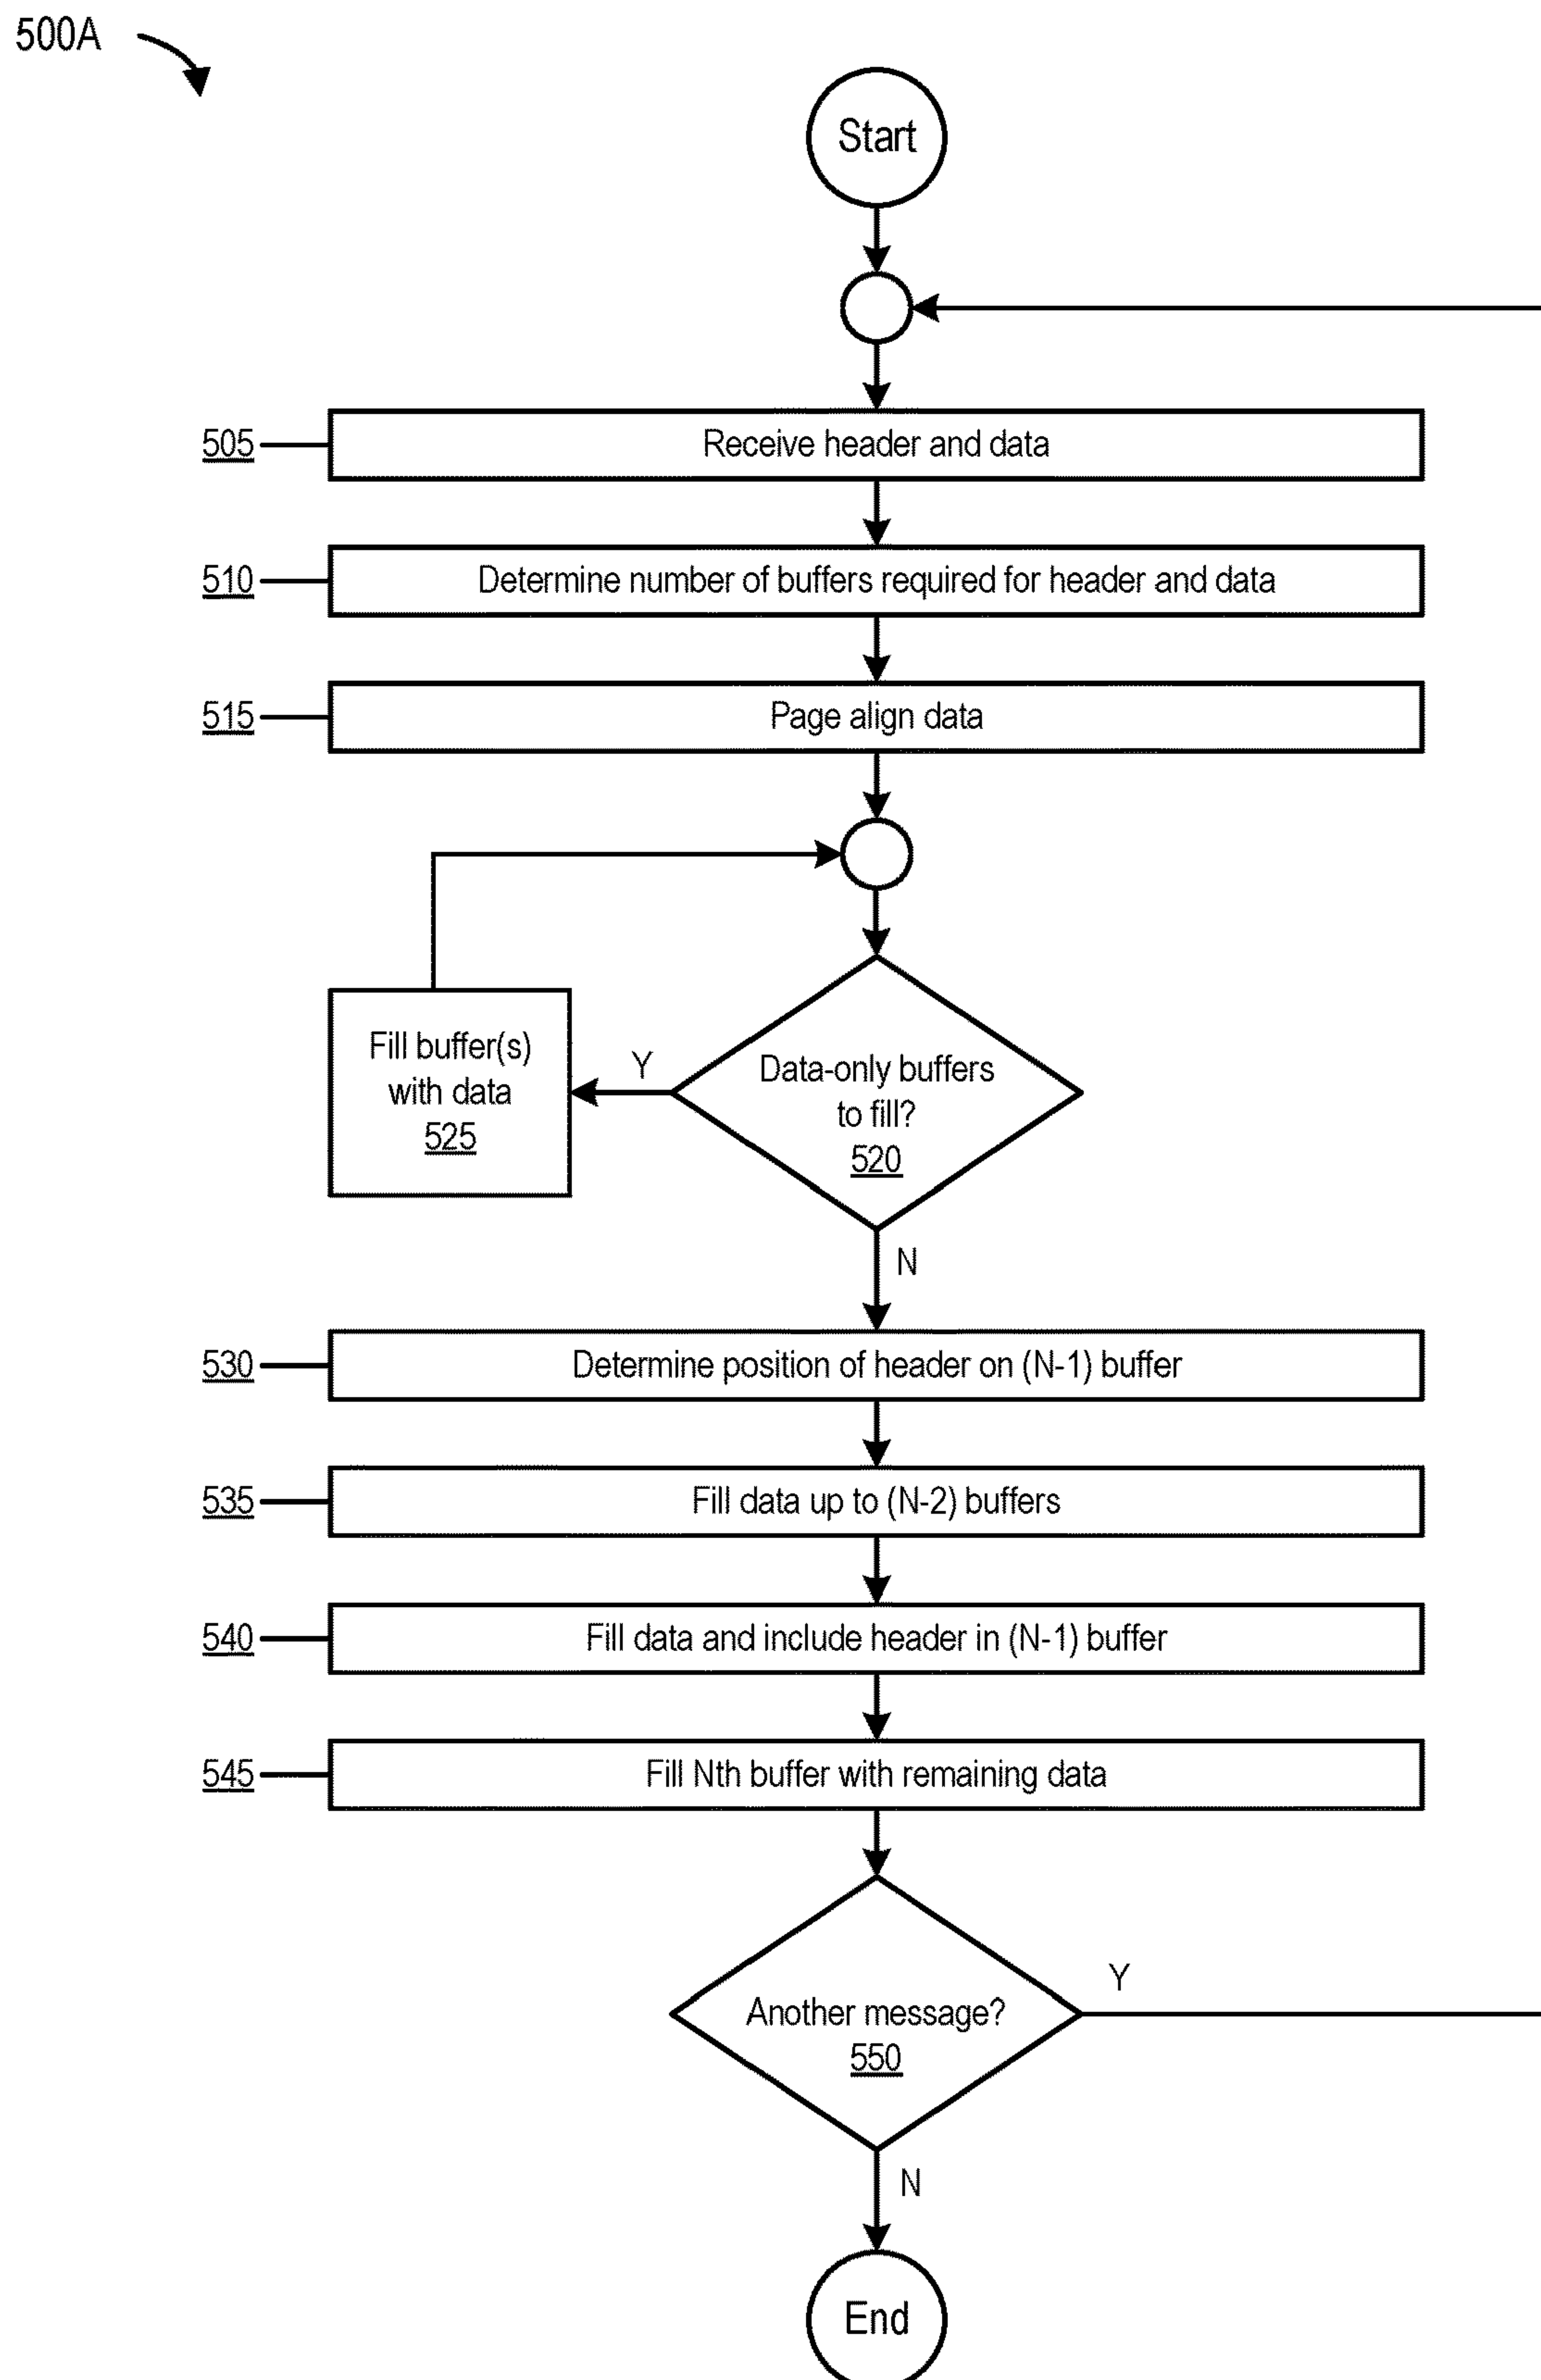 500A
Start
505
Receive header and data
510
Determine number of buffers required for header and data
515
Page align data
Fill buffer(s)
with data
525
Y
Data-only buffers
to fill?
520
N
530
Determine position of header on (N-1) buffer
535
Fill data up to (N-2) buffers
540
Fill data and include header in (N-1) buffer
545
Fill Nth buffer with remaining data
Another message?
550
Y
N
End